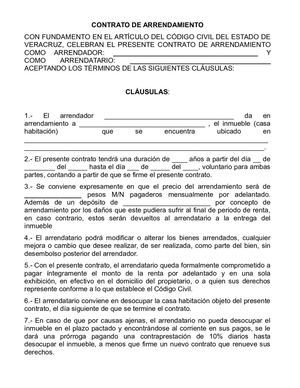 CONTRATO DE ARRENDAMIENTO
CON FUNDAMENTO EN EL ARTÍCULO DEL CÓDIGO CIVIL DEL ESTADO DE
VERACRUZ, CELEBRAN EL PRESENTE CONTRATO DE ARRENDAMIENTO
COMO ARRENDADOR: ____________________ Y
COMO ARRENDATARIO: ____________________
ACEPTANDO LOS TÉRMINOS DE LAS SIGUIENTES CLÁUSULAS:
CLÁUSULAS:
1.- El arrendador ____________________ da en
arrendamiento a ____________________ , el inmueble (casa
habitación) que se encuentra ubicado en
____________________
____________________.
2.- El presente contrato tendrá una duración de ____ años a partir del día __ de
________ del _____ hasta el día ___ de _____ del ____, voluntario para ambas
partes, contando a partir de que se firme el presente contrato.
3.- Se conviene expresamente en que el precio del arrendamiento será de
________ pesos M/N pagaderos mensualmente por adelantado.
Además de un depósito de ____________ por concepto de
arrendamiento por los daños que este pudiera sufrir al final de periodo de renta,
en caso contrario, estos serán devueltos al arrendatario a la entrega del
inmueble
4.- El arrendatario podrá modificar o alterar los bienes arrendados, cualquier
mejora o cambio que desee realizar, de ser realizada, como parte del bien, sin
desembolso posterior del arrendador.
5.- Con el presente contrato, el arrendatario queda formalmente comprometido a
pagar íntegramente el monto de la renta por adelantado y en una sola
exhibición, en efectivo en el domicilio del propietario, o a quien sus derechos
represente conforme a lo que establece el Código Civil.
6.- El arrendatario conviene en desocupar la casa habitación objeto del presente
contrato, el día siguiente de que se termine el contrato.
7.- En caso de que por causas ajenas, el arrendatario no pueda desocupar el
inmueble en el plazo pactado y encontrándose al corriente en sus pagos, se le
dará una prórroga pagando una contraprestación de 10% diarios hasta
desocupar el inmueble, a menos que firme un nuevo contrato que renueve sus
derechos.